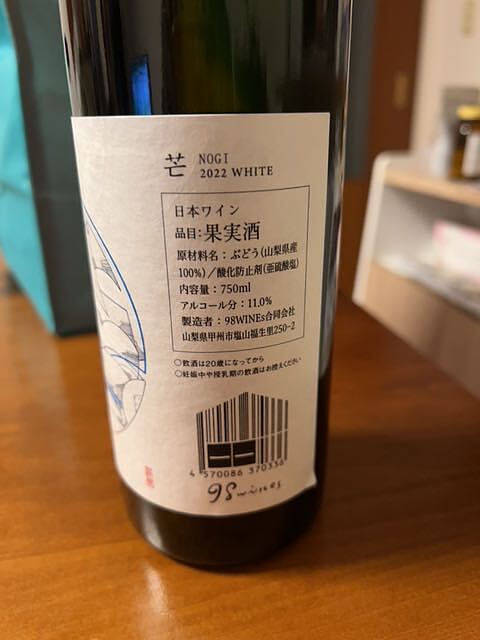 芒 NOGI
2022 WHITE
日本ワイン
品目:果実酒
原材料名:ぶどう(山梨県産
100%)/酸化防止剤(亜硫酸塩)
内容量:750ml
アルコール分:11.0%
製造者:98WINEs合同会社
山梨県甲州市塩山福生里250-2
○飲酒は20歳になってから
○妊娠中や授乳期の飲酒はお控えください
4 570086 370336
98wines